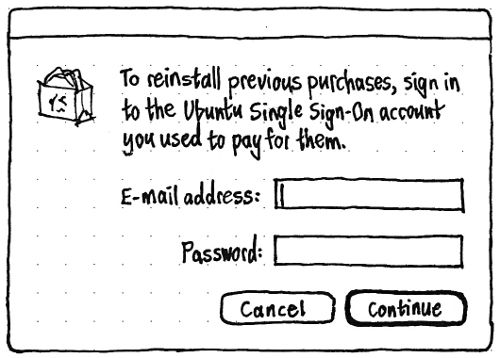 To reinstall previous purchases, sign in
to the Ubuntu Single Sign-On account
you used to pay for them.
E-mail address:
Password:
Cancel Continue